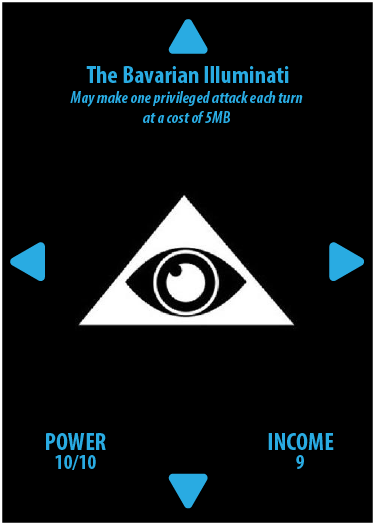 The Bavarian Illuminati
May make one privileged attack each turn
at a cost of 5MB
POWER
10/10
INCOME
9